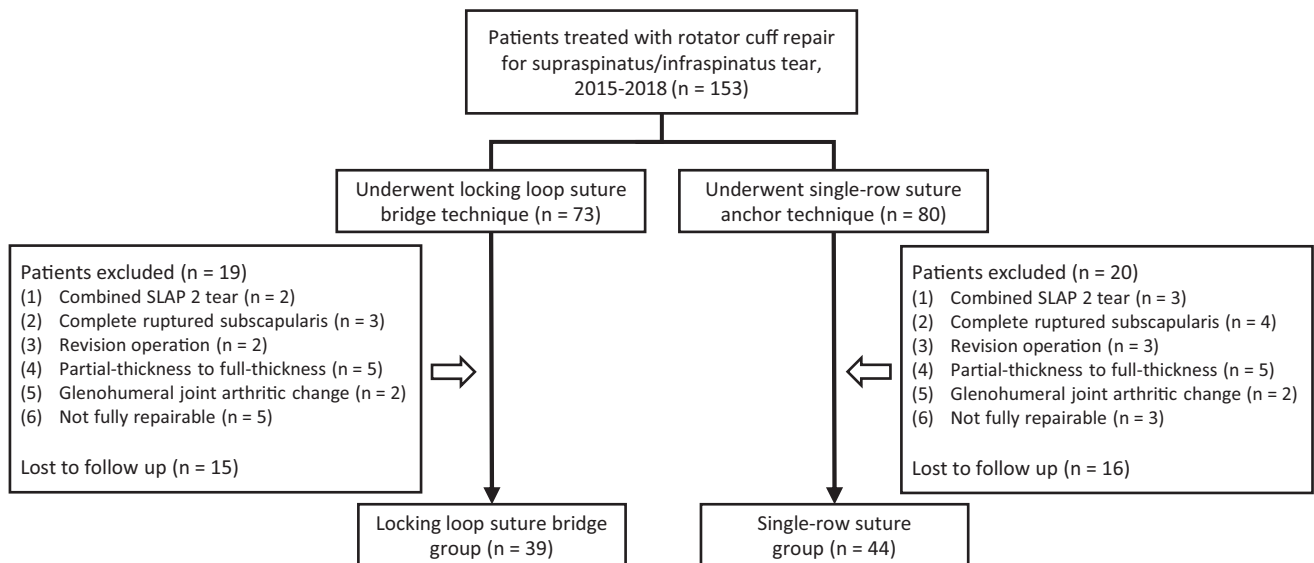 Patients treated with rotator cuff repair
for supraspinatus/infraspinatus tear,
2015-2018 (n = 153)
Underwent locking loop suture
bridge technique (n = 73)
Underwent single-row suture
anchor technique (n = 80)
Patients excluded (n = 19)
(1) Combined SLAP 2 tear (n = 2)
(2) Complete ruptured subscapularis (n = 3)
(3) Revision operation (n = 2)
(4) Partial-thickness to full-thickness (n = 5)
(5) Glenohumeral joint arthritic change (n = 2)
(6) Not fully repairable (n = 5)
Lost to follow up (n = 15)
Patients excluded (n = 20)
(1) Combined SLAP 2 tear (n = 3)
(2) Complete ruptured subscapularis (n = 4)
(3) Revision operation (n = 3)
(4) Partial-thickness to full-thickness (n = 5)
(5) Glenohumeral joint arthritic change (n = 2)
(6) Not fully repairable (n = 3)
Lost to follow up (n = 16)
Locking loop suture bridge
group (n = 39)
Single-row suture
group (n = 44)